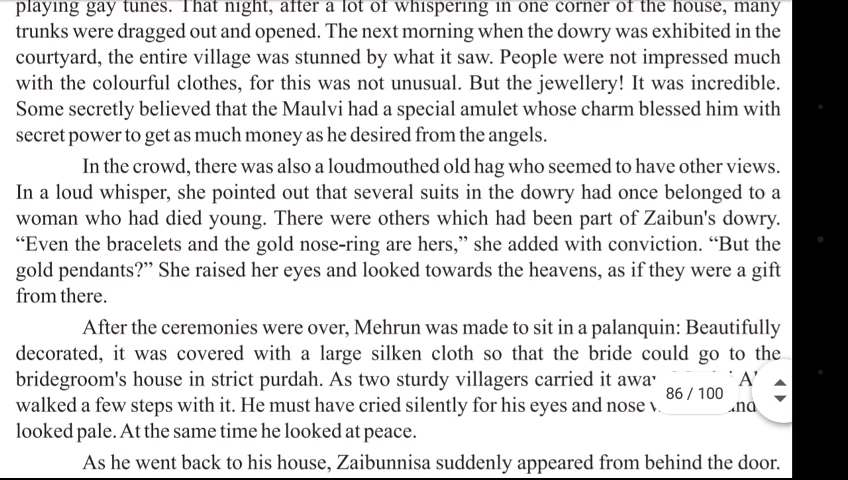 playing gay tunes. That night, after a lot of whispering in one corner of the house, many
trunks were dragged out and opened. The next morning when the dowry was exhibited in the
courtyard, the entire village was stunned by what it saw. People were not impressed much
with the colourful clothes, for this was not unusual. But the jewellery! It was incredible.
Some secretly believed that the Maulvi had a special amulet whose charm blessed him with
secret power to get as much money as he desired from the angels.
In the crowd, there was also a loudmouthed old hag who seemed to have other views.
In a loud whisper, she pointed out that several suits in the dowry had once belonged to a
woman who had died young. There were others which had been part of Zaibun's dowry.
“Even the bracelets and the gold nose-ring are hers,” she added with conviction. “But the
gold pendants?” She raised her eyes and looked towards the heavens, as if they were a gift
from there.
After the ceremonies were over, Mehrun was made to sit in a palanquin: Beautifully
decorated, it was covered with a large silken cloth so that the bride could go to the
bridegroom's house in strict purdah. As two sturdy villagers carried it
86 / 100
walked a few steps with it. He must have cried silently for his eyes and nose
looked pale. At the same time he looked at peace.
As he went back to his house, Zaibunnisa suddenly appeared from behind the door.